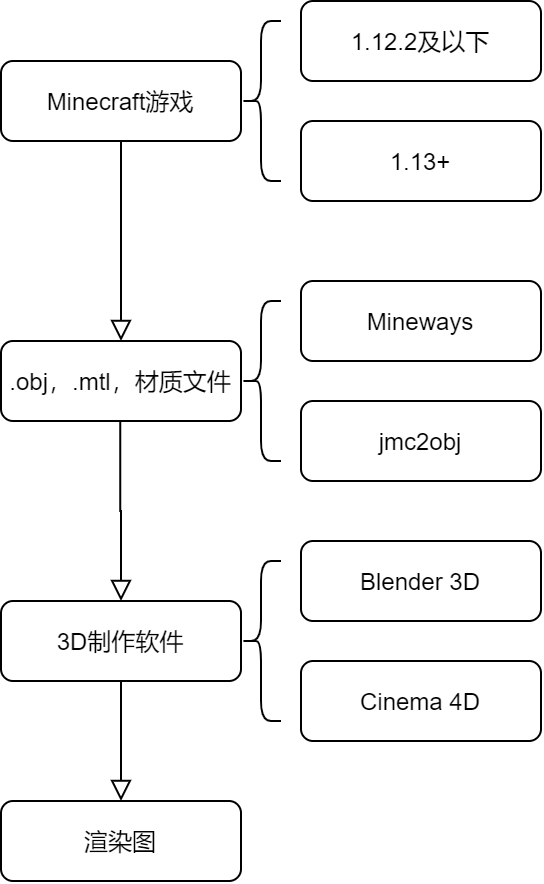 1.12.2及以下
Minecraft游戏
1.13+
Mineways
.obj，.mtl，材质文件
jmc2obj
Blender 3D
3D制作软件
Cinema 4D
渲染图